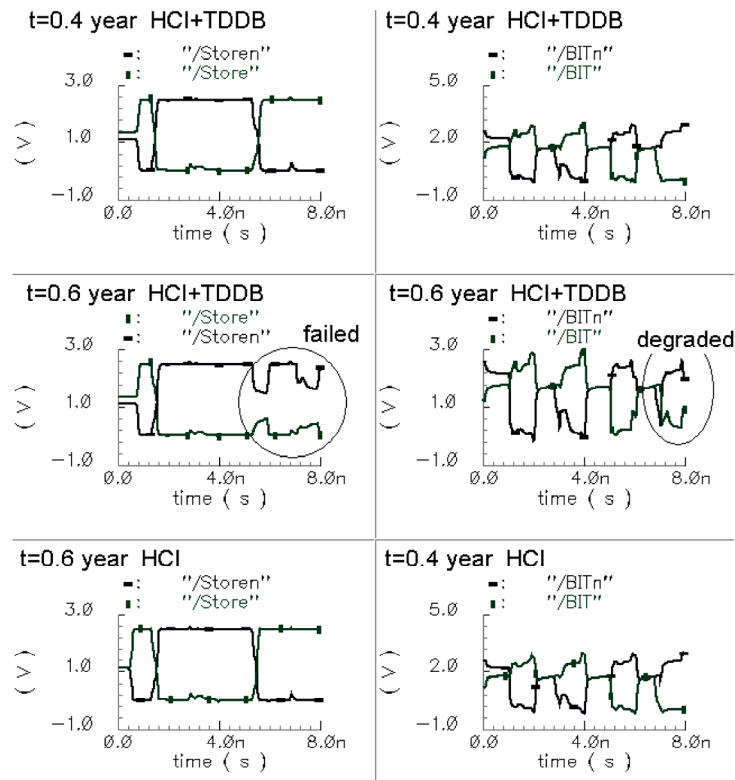 t=0.4 year HCI+TDDB
"/Storen"
"/Store"
3.0
1.0
-1.0
(V)
0.0 4.0n 8.0n
time (s)
t=0.4 year HCI+TDDB
"/BITn"
"/BIT"
5.0
2.0
-1.0
(V)
0.0 4.0n 8.0n
time (s)
t=0.6 year HCI+TDDB
"/Store"
"/Storen"
failed
3.0
1.0
-1.0
(V)
0.0 4.0n 8.0n
time (s)
t=0.6 year HCI+TDDB
"/BITn"
"/BIT"
degraded
3.0
1.0
-1.0
(V)
0.0 4.0n 8.0n
time (s)
t=0.6 year HCI
"/Storen"
"/Store"
3.0
1.0
-1.0
(V)
0.0 4.0n 8.0n
time (s)
t=0.4 year HCI
"/BITn"
"/BIT"
5.0
2.0
-1.0
(V)
0.0 4.0n 8.0n
time (s)